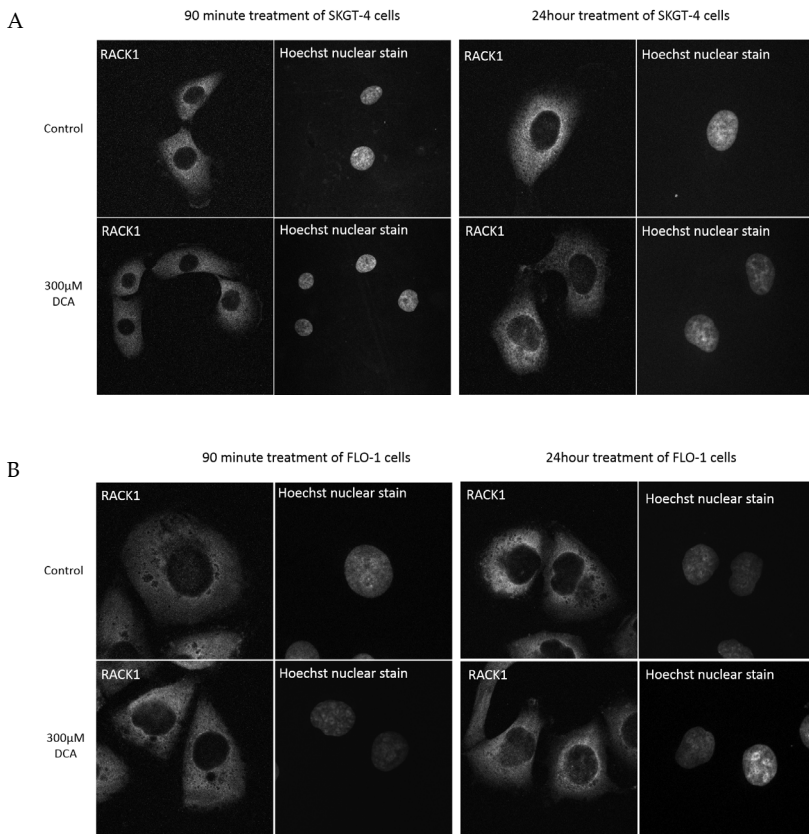 A
90 minute treatment of SKGT-4 cells
24hour treatment of SKGT-4 cells
RACK1
Hoechst nuclear stain
RACK1
Hoechst nuclear stain
Control
RACK1
Hoechst nuclear stain
RACK1
Hoechst nuclear stain
300µM
DCA
B
90 minute treatment of FLO-1 cells
24hour treatment of FLO-1 cells
RACK1
Hoechst nuclear stain
RACK1
Hoechst nuclear stain
Control
RACK1
Hoechst nuclear stain
RACK1
Hoechst nuclear stain
300µM
DCA